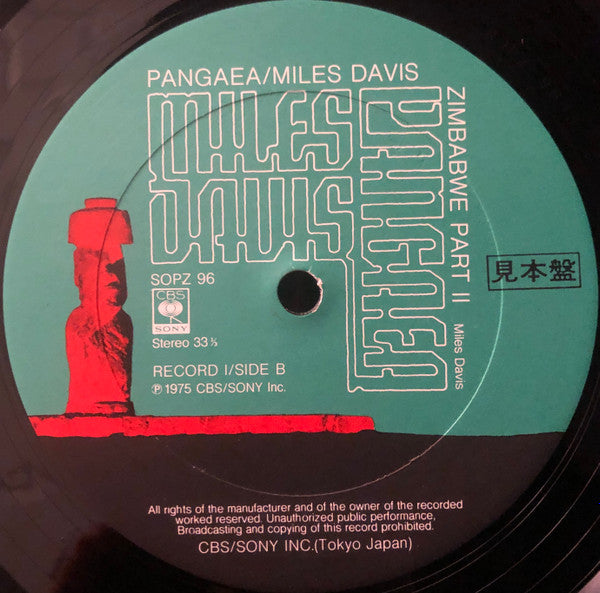 PANGAEA/MILES DAVIS
MILES
DAVIS
PANGAEA
ZIMBABWE PART II
Miles Davis
見本盤
SOPZ 96
CBS
SONY
Stereo 33⅓
RECORD I/SIDE B
℗ 1975 CBS/SONY Inc.
All rights of the manufacturer and of the owner of the recorded
worked reserved. Unauthorized public performance,
Broadcasting and copying of this record prohibited.
CBS/SONY INC.(Tokyo Japan)